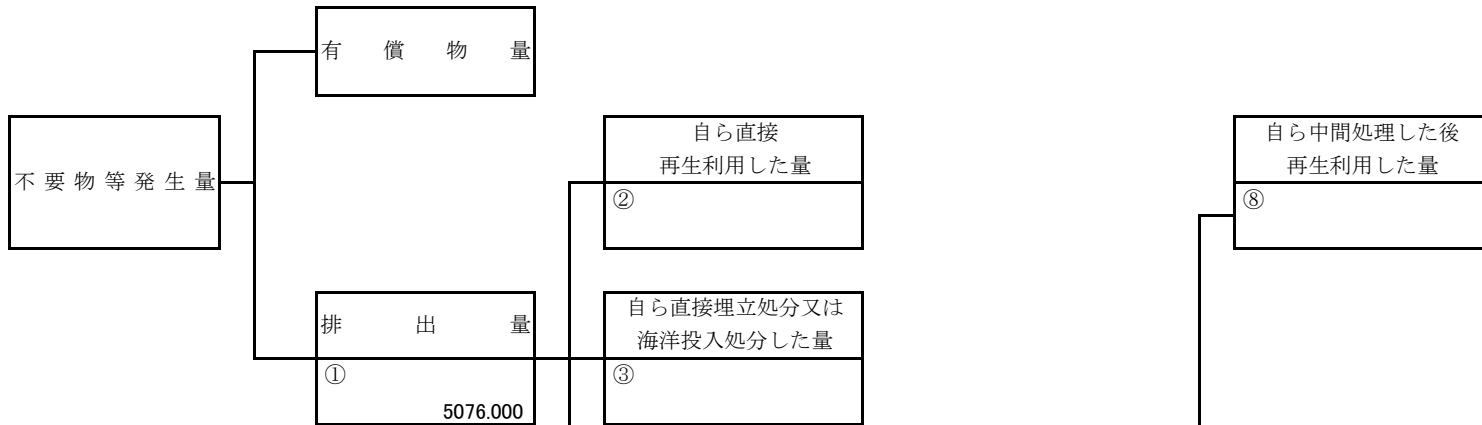 有償物量
不要物等発生量
自ら直接
再生利用した量
②
自ら中間処理した後
再生利用した量
⑧
排出量
①
5076.000
自ら直接埋立処分又は
海洋投入処分した量
③